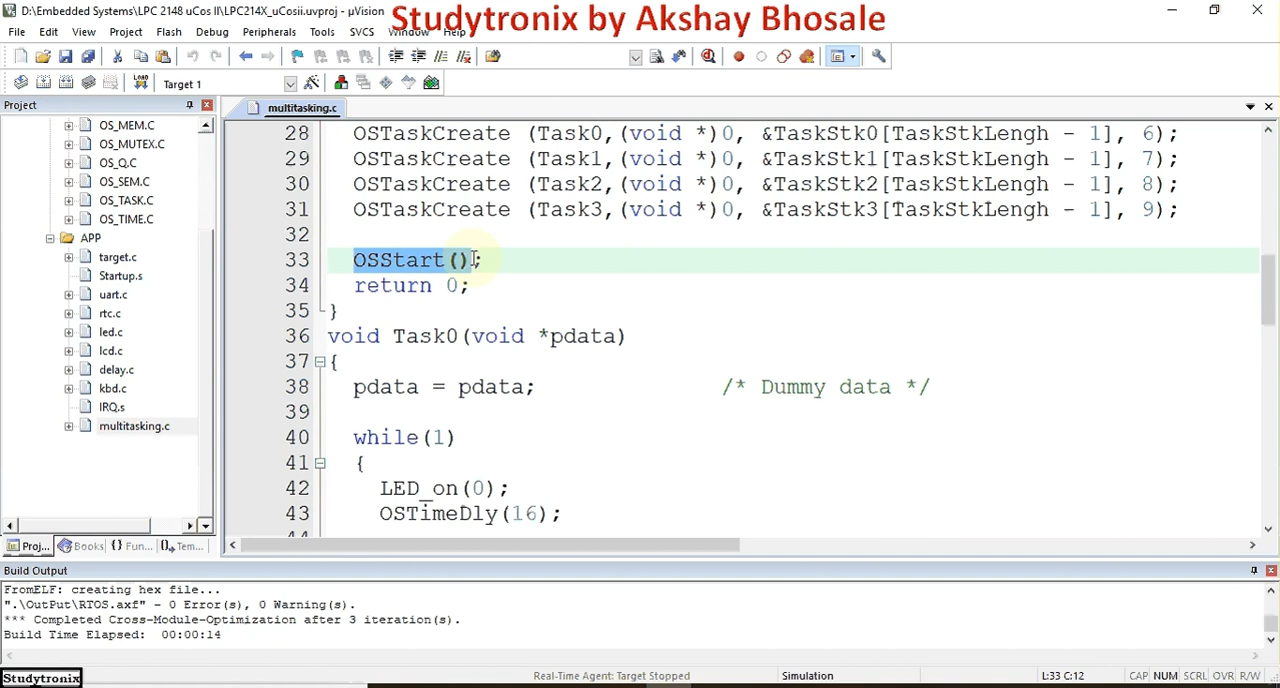 D:\Embedded Systems\LPC 2148 uCos II\LPC214X_uCosii.uvproj - µVision
Studytronix by Akshay Bhosale
File Edit View Project Flash Debug Peripherals Tools SVCS Window Help
LOAD Target 1
Project
multitasking.c
OS_MEM.C
OS_MUTEX.C
OS_Q.C
OS_SEM.C
OS_TASK.C
OS_TIME.C
APP
target.c
Startup.s
uart.c
rtc.c
led.c
lcd.c
delay.c
kbd.c
IRQ.s
multitasking.c
28 OSTaskCreate (Task0,(void *)0, &TaskStk0[TaskStkLengh - 1], 6);
29 OSTaskCreate (Task1,(void *)0, &TaskStk1[TaskStkLengh - 1], 7);
30 OSTaskCreate (Task2,(void *)0, &TaskStk2[TaskStkLengh - 1], 8);
31 OSTaskCreate (Task3,(void *)0, &TaskStk3[TaskStkLengh - 1], 9);
32
33 OSStart();
34 return 0;
35 }
36 void Task0(void *pdata)
37 {
38 pdata = pdata; /* Dummy data */
39
40 while(1)
41 {
42 LED_on(0);
43 OSTimeDly(16);
Proj... Books {} Fun... Tem...
Build Output
FromELF: creating hex file...
".\OutPut\RTOS.axf" - 0 Error(s), 0 Warning(s).
*** Completed Cross-Module-Optimization after 3 iteration(s).
Build Time Elapsed: 00:00:14
Studytronix
Real-Time Agent: Target Stopped Simulation L:33 C:12 CAP NUM SCRL OVR R/W